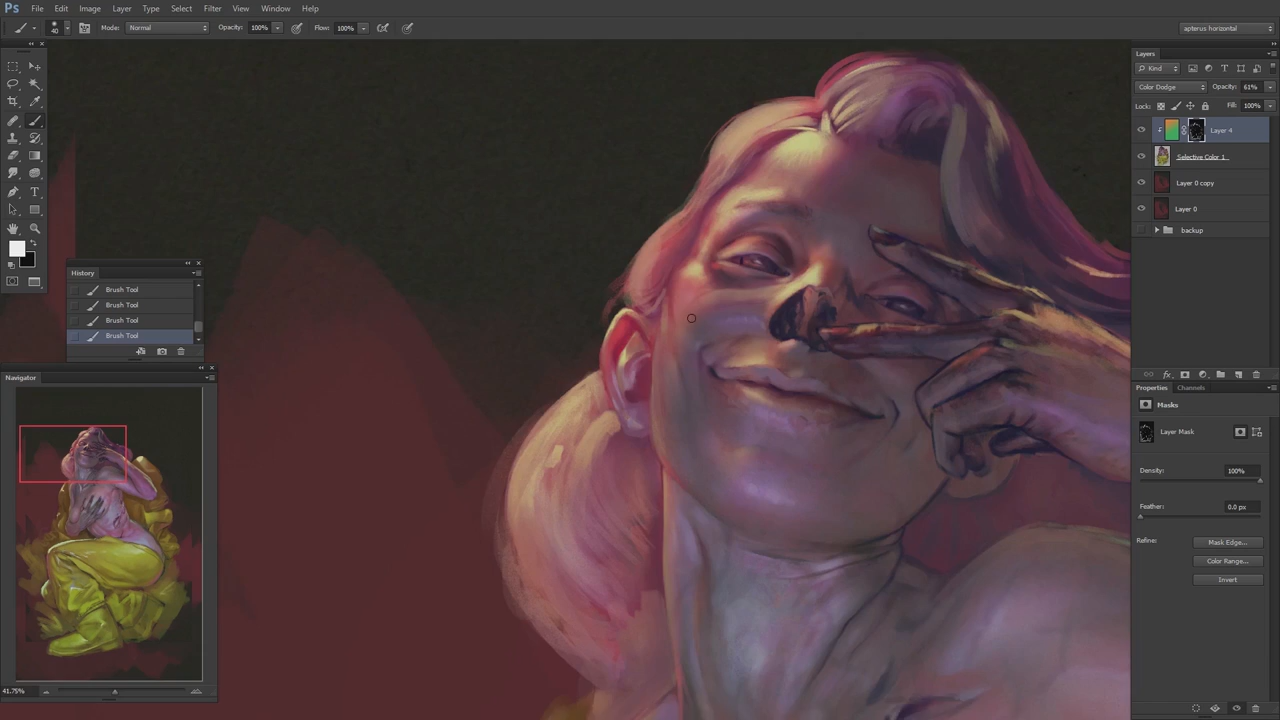 Ps File Edit Image Layer Type Select Filter View Window Help
40 Mode: Normal Opacity: 100% Flow: 100% apterus horizontal
Layers
Kind
Color Dodge Opacity: 61%
Lock: Fill: 100%
Layer 4
Selective Color 1
Layer 0 copy
Layer 0
backup
History
Brush Tool
Brush Tool
Brush Tool
Brush Tool
Navigator
41.75%
Properties Channels
Masks
Layer Mask
Density: 100%
Feather: 0.0 px
Refine: Mask Edge...
Color Range...
Invert